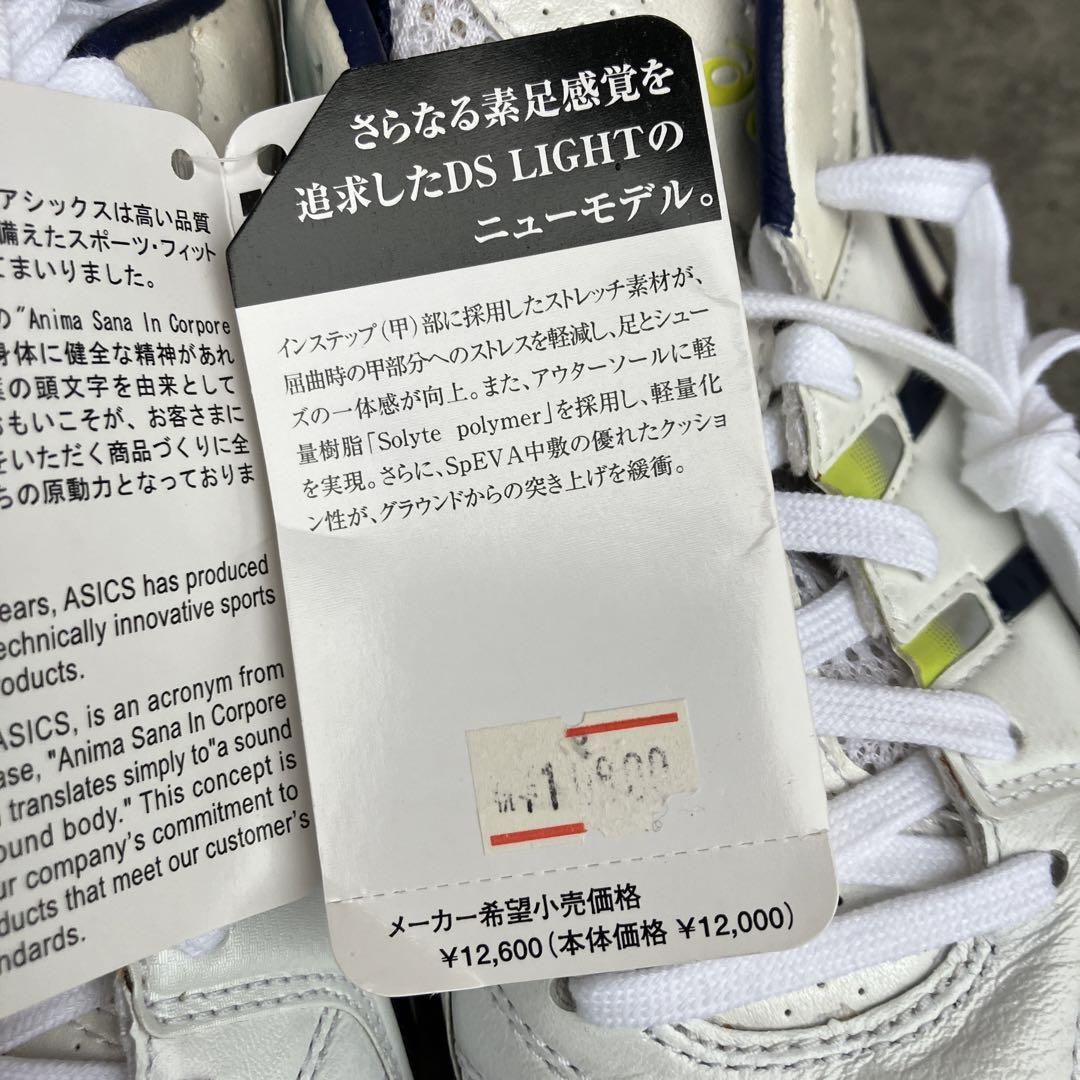 アシックスは高い品質
備えたスポーツ・フィット
てまいりました。
の"Anima Sana In Corpore
身体に健全な精神があれ
葉の頭文字を由来として
おもいこそが、お客さまに
をいただく商品づくりに全
ちの原動力となっておりま
ears, ASICS has produced
echnically innovative sports
roducts.
ASICS, is an acronym from
ase, "Anima Sana In Corpore
translates simply to"a sound
ound body." This concept is
ur company's commitment to
ducts that meet our customer's
ndards.
さらなる素足感覚を
追求したDS LIGHTの
ニューモデル。
インステップ(甲)部に採用したストレッチ素材が、
屈曲時の甲部分へのストレスを軽減し、足とシュー
ズの一体感が向上。また、アウターソールに軽
量樹脂「Solyte polymer」を採用し、軽量化
を実現。さらに、SpEVA中敷の優れたクッショ
ン性が、グラウンドからの突き上げを緩衝。
メーカー希望小売価格
¥12,600(本体価格 ¥12,000)